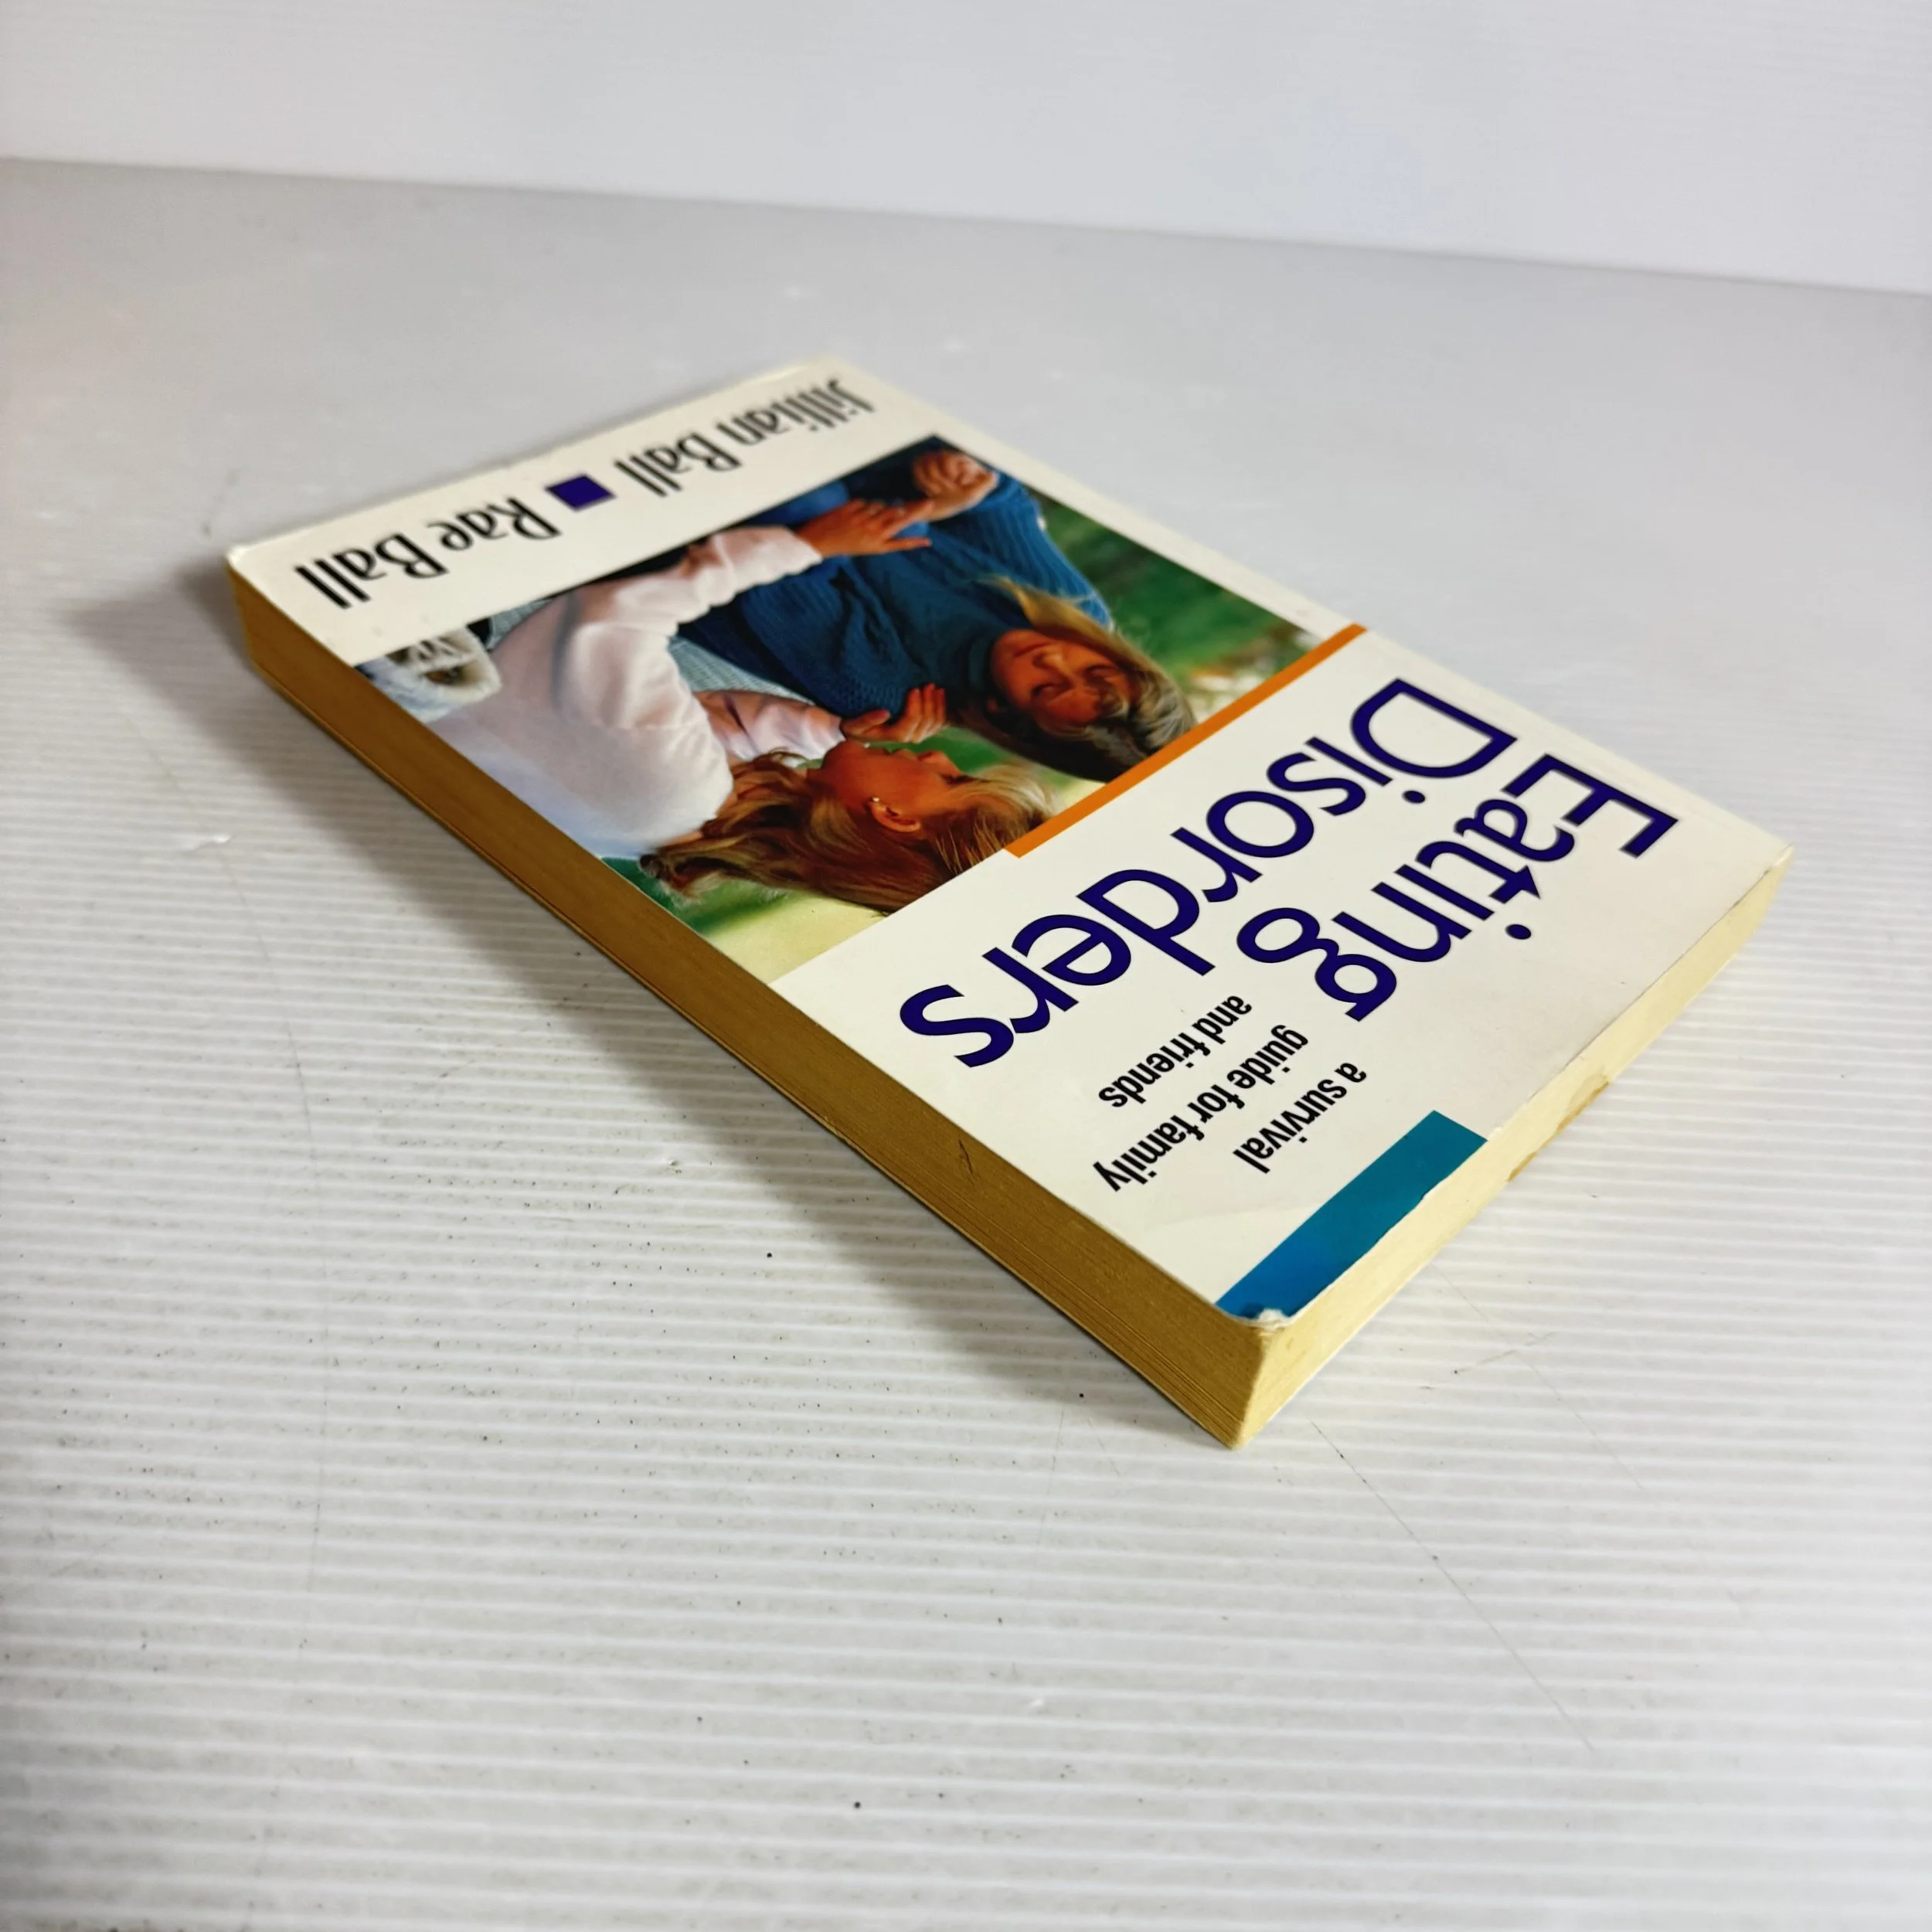 Eating
Disorders
a survival
guide for family
and friends
Jillian Ball ■ Rae Ball